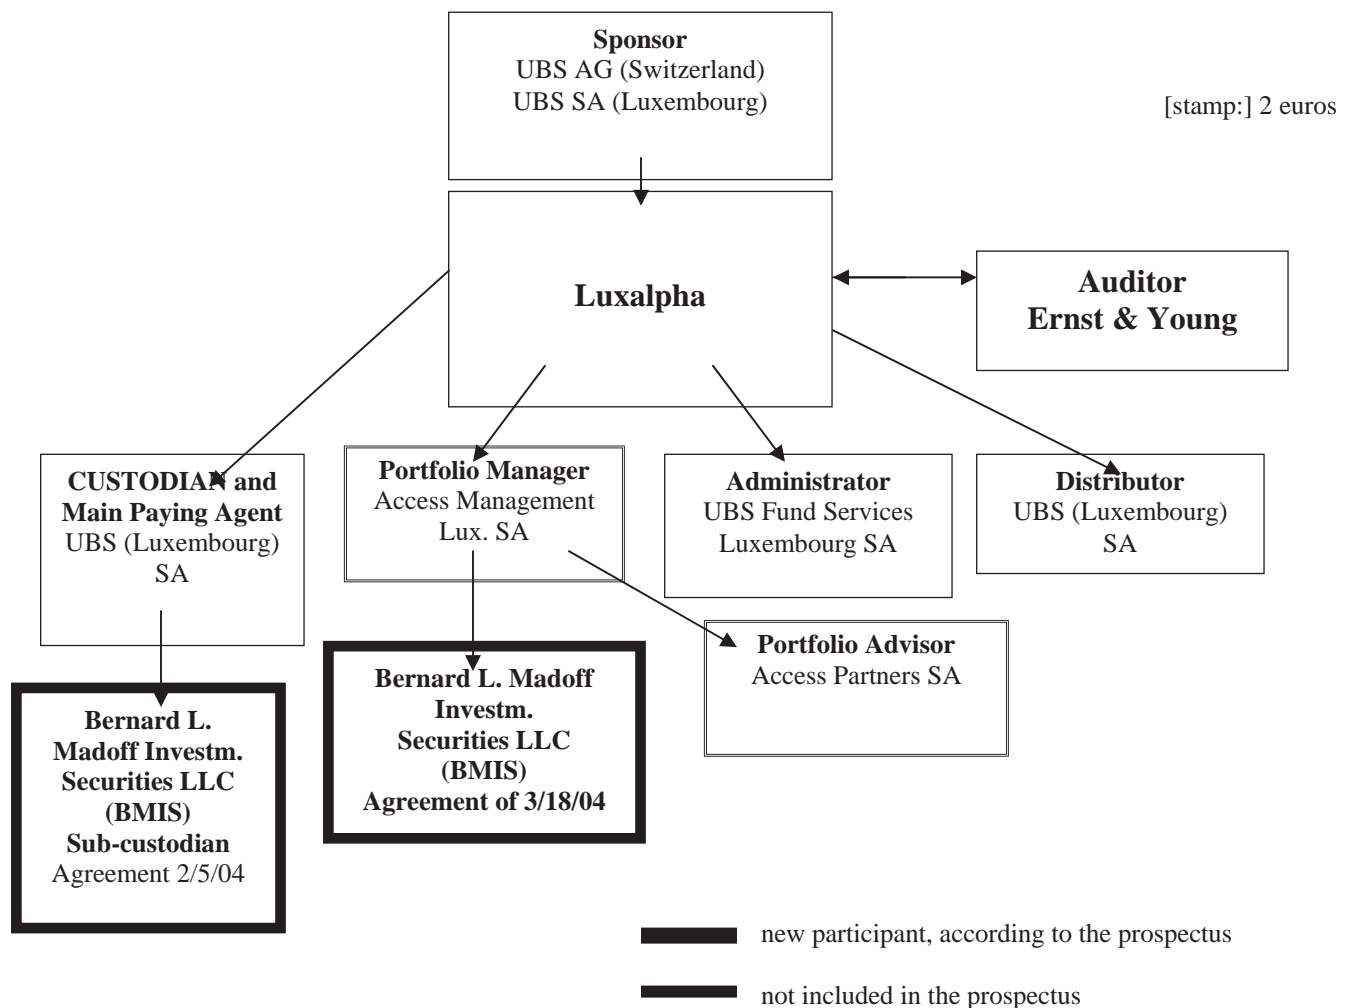 Sponsor
UBS AG (Switzerland)
UBS SA (Luxembourg)
[stamp:] 2 euros
Luxalpha
Auditor
Ernst & Young
CUSTODIAN and
Main Paying Agent
UBS (Luxembourg)
SA
Portfolio Manager
Access Management
Lux. SA
Administrator
UBS Fund Services
Luxembourg SA
Distributor
UBS (Luxembourg)
SA
Bernard L.
Madoff Investm.
Securities LLC
(BMIS)
Sub-custodian
Agreement 2/5/04
Bernard L. Madoff
Investm.
Securities LLC
(BMIS)
Agreement of 3/18/04
Portfolio Advisor
Access Partners SA
new participant, according to the prospectus
not included in the prospectus